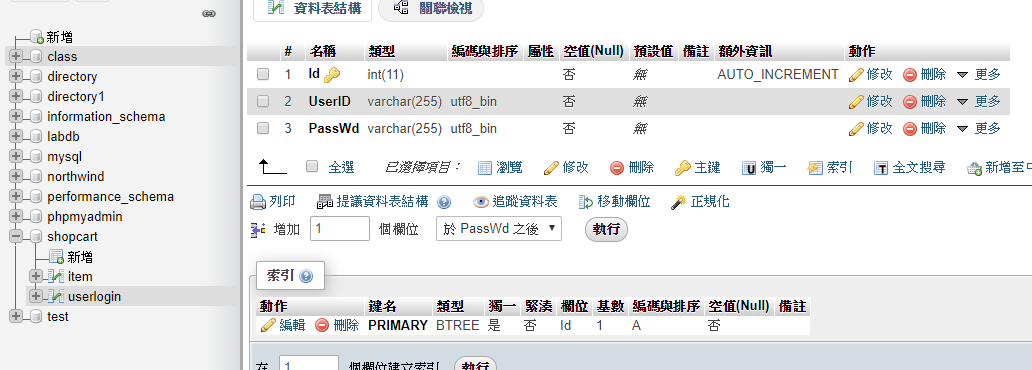 新增
class
directory
directory1
information_schema
labdb
mysql
northwind
performance_schema
phpmyadmin
shopcart
新增
item
userlogin
test
資料表結構 關聯檢視
# 名稱 類型 編碼與排序 屬性 空值(Null) 預設值 備註 額外資訊 動作
1 Id int(11) 否 無 AUTO_INCREMENT 修改 刪除 更多
2 UserID varchar(255) utf8_bin 否 無 修改 刪除 更多
3 PassWd varchar(255) utf8_bin 否 無 修改 刪除 更多
全選 已選擇項目： 瀏覽 修改 刪除 主鍵 U 獨一 索引 T 全文搜尋 新增至中
列印 提議資料表結構 追蹤資料表 移動欄位 正規化
增加 1 個欄位 於 PassWd 之後 執行
索引
動作 鍵名 類型 獨一 緊湊 欄位 基數 編碼與排序 空值(Null) 備註
編輯 刪除 PRIMARY BTREE 是 否 Id 1 A 否
在 1 個欄位建立索引 執行